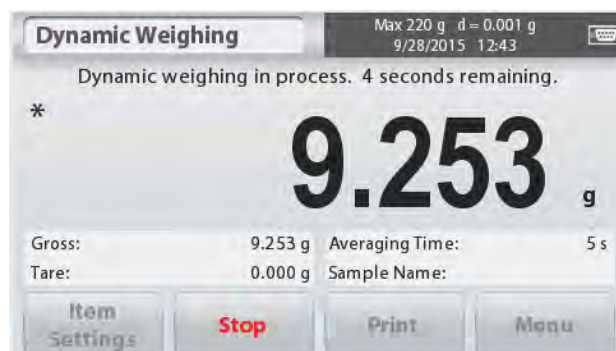 Dynamic Weighing
Max 220 g d = 0.001 g
9/28/2015 12:43
Dynamic weighing in process. 4 seconds remaining.
*
9.253 g
Gross: 9.253 g Averaging Time: 5 s
Tare: 0.000 g Sample Name:
Item Settings
Stop
Print
Menu